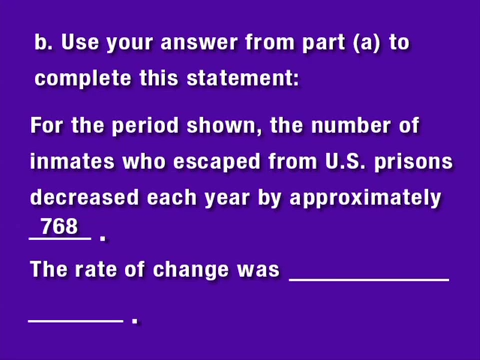 b. Use your answer from part (a) to
complete this statement:
For the period shown, the number of
inmates who escaped from U.S. prisons
decreased each year by approximately
768 .
The rate of change was ____________
_______ .